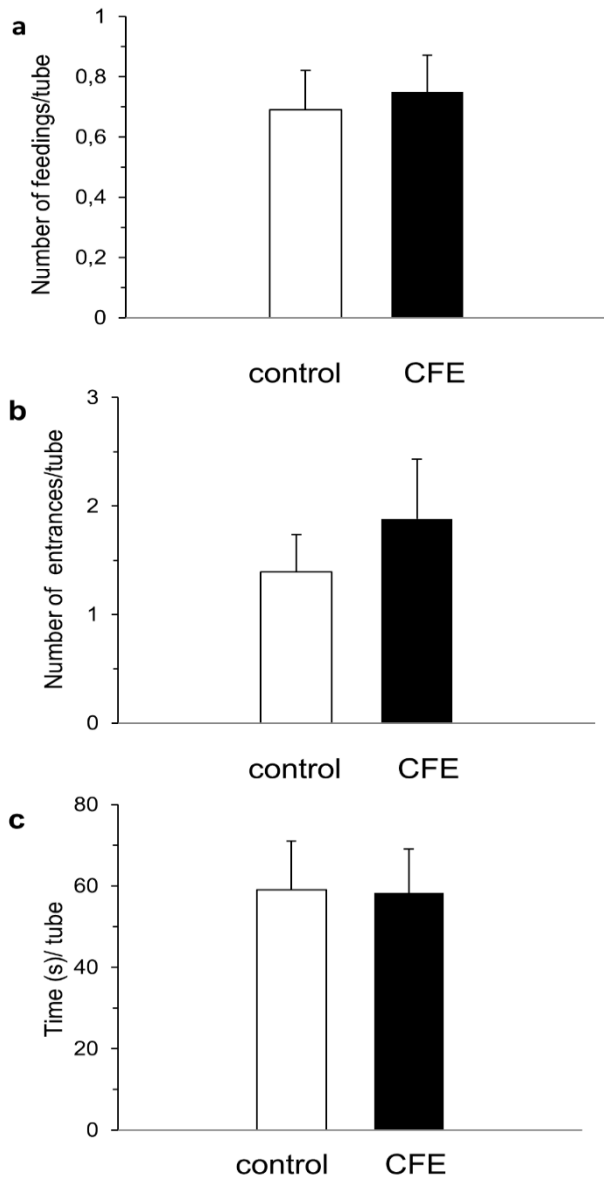 a
Number of feedings/tube
1
0,8
0,6
0,4
0,2
0
control CFE
b
Number of entrances/tube
3
2
1
0
control CFE
c
Time (s)/ tube
80
60
40
20
0
control CFE